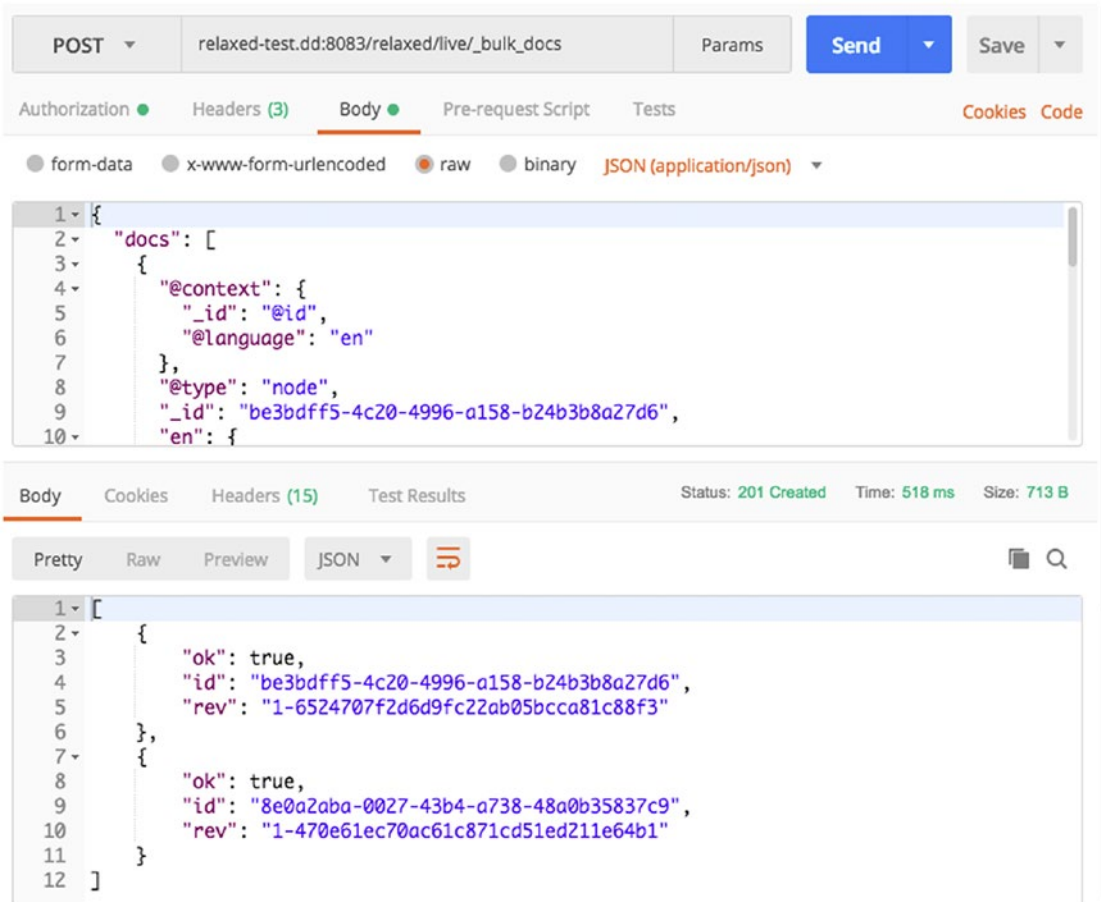 POST relaxed-test.dd:8083/relaxed/live/_bulk_docs Params Send Save
Authorization Headers (3) Body Pre-request Script Tests Cookies Code
form-data x-www-form-urlencoded raw binary JSON (application/json)
1 {
2 "docs": [
3 {
4 "@context": {
5 "_id": "@id",
6 "@language": "en"
7 },
8 "@type": "node",
9 "_id": "be3bdff5-4c20-4996-a158-b24b3b8a27d6",
10 "en": {
Body Cookies Headers (15) Test Results Status: 201 Created Time: 518 ms Size: 713 B
Pretty Raw Preview JSON
1 [
2 {
3 "ok": true,
4 "id": "be3bdff5-4c20-4996-a158-b24b3b8a27d6",
5 "rev": "1-6524707f2d6d9fc22ab05bcca81c88f3"
6 },
7 {
8 "ok": true,
9 "id": "8e0a2aba-0027-43b4-a738-48a0b35837c9",
10 "rev": "1-470e61ec70ac61c871cd51ed211e64b1"
11 }
12 ]